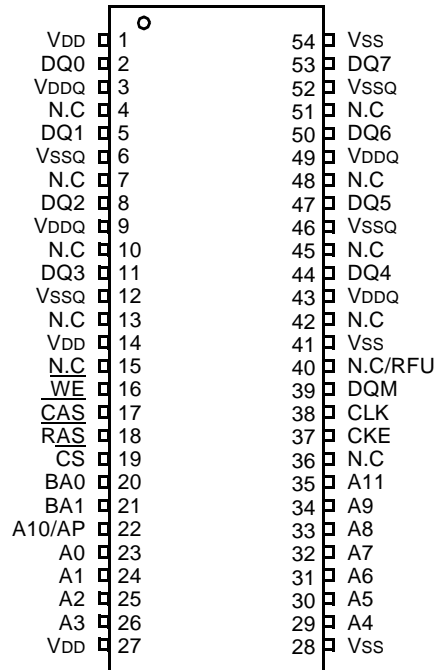 VDD 1 54 VSS
DQ0 2 53 DQ7
VDDQ 3 52 VSSQ
N.C 4 51 N.C
DQ1 5 50 DQ6
VSSQ 6 49 VDDQ
N.C 7 48 N.C
DQ2 8 47 DQ5
VDDQ 9 46 VSSQ
N.C 10 45 N.C
DQ3 11 44 DQ4
VSSQ 12 43 VDDQ
N.C 13 42 N.C
VDD 14 41 VSS
N.C 15 40 N.C/RFU
WE 16 39 DQM
CAS 17 38 CLK
RAS 18 37 CKE
CS 19 36 N.C
BA0 20 35 A11
BA1 21 34 A9
A10/AP 22 33 A8
A0 23 32 A7
A1 24 31 A6
A2 25 30 A5
A3 26 29 A4
VDD 27 28 VSS